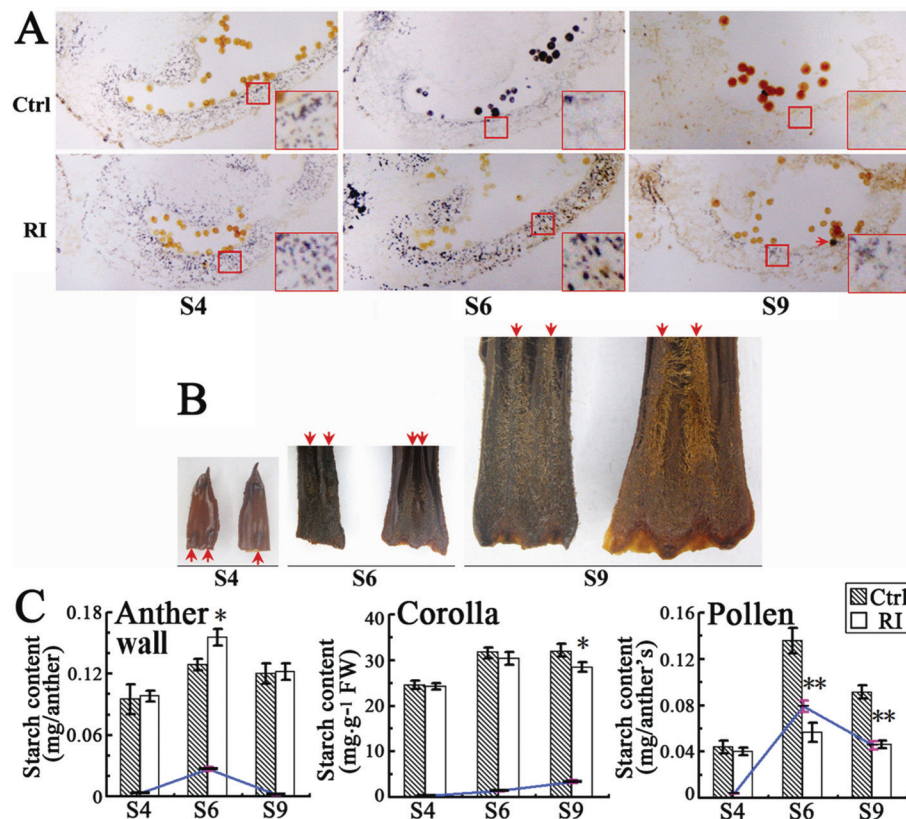 A
Ctrl
RI
S4 S6 S9
B
S4 S6 S9
C
Anther wall
Starch content (mg/anther)
0.18
0.12
0.06
0
*
S4 S6 S9
Corolla
Starch content (mg·g-1 FW)
40
30
20
10
0
*
S4 S6 S9
Pollen
Starch content (mg/anther's)
0.16
0.12
0.08
0.04
0
**
**
S4 S6 S9
Ctrl
RI